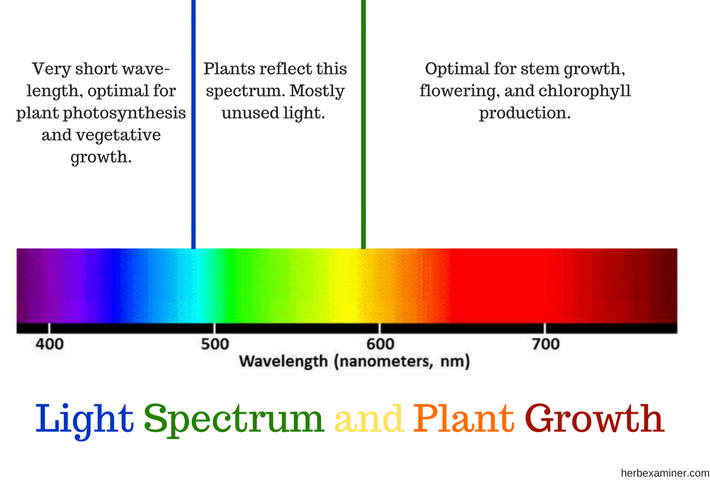 Very short wave-
length, optimal for
plant photosynthesis
and vegetative
growth.
Plants reflect this
spectrum. Mostly
unused light.
Optimal for stem growth,
flowering, and chlorophyll
production.
400 500 600 700
Wavelength (nanometers, nm)
Light Spectrum and Plant Growth
herbexaminer.com